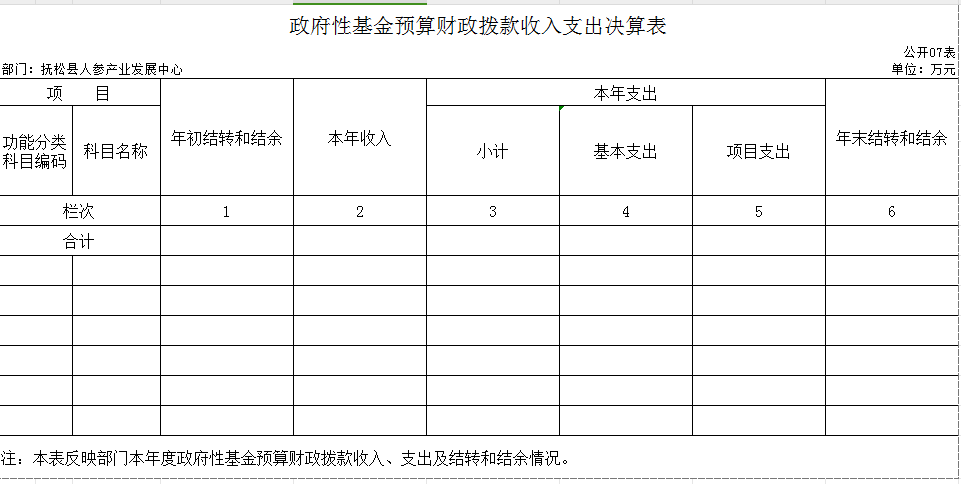 政府性基金预算财政拨款收入支出决算表
公开07表
部门：抚松县人参产业发展中心
单位：万元
项 目
年初结转和结余
本年收入
本年支出
年末结转和结余
功能分类
科目编码
科目名称
小计
基本支出
项目支出
栏次 1 2 3 4 5 6
合计
注：本表反映部门本年度政府性基金预算财政拨款收入、支出及结转和结余情况。